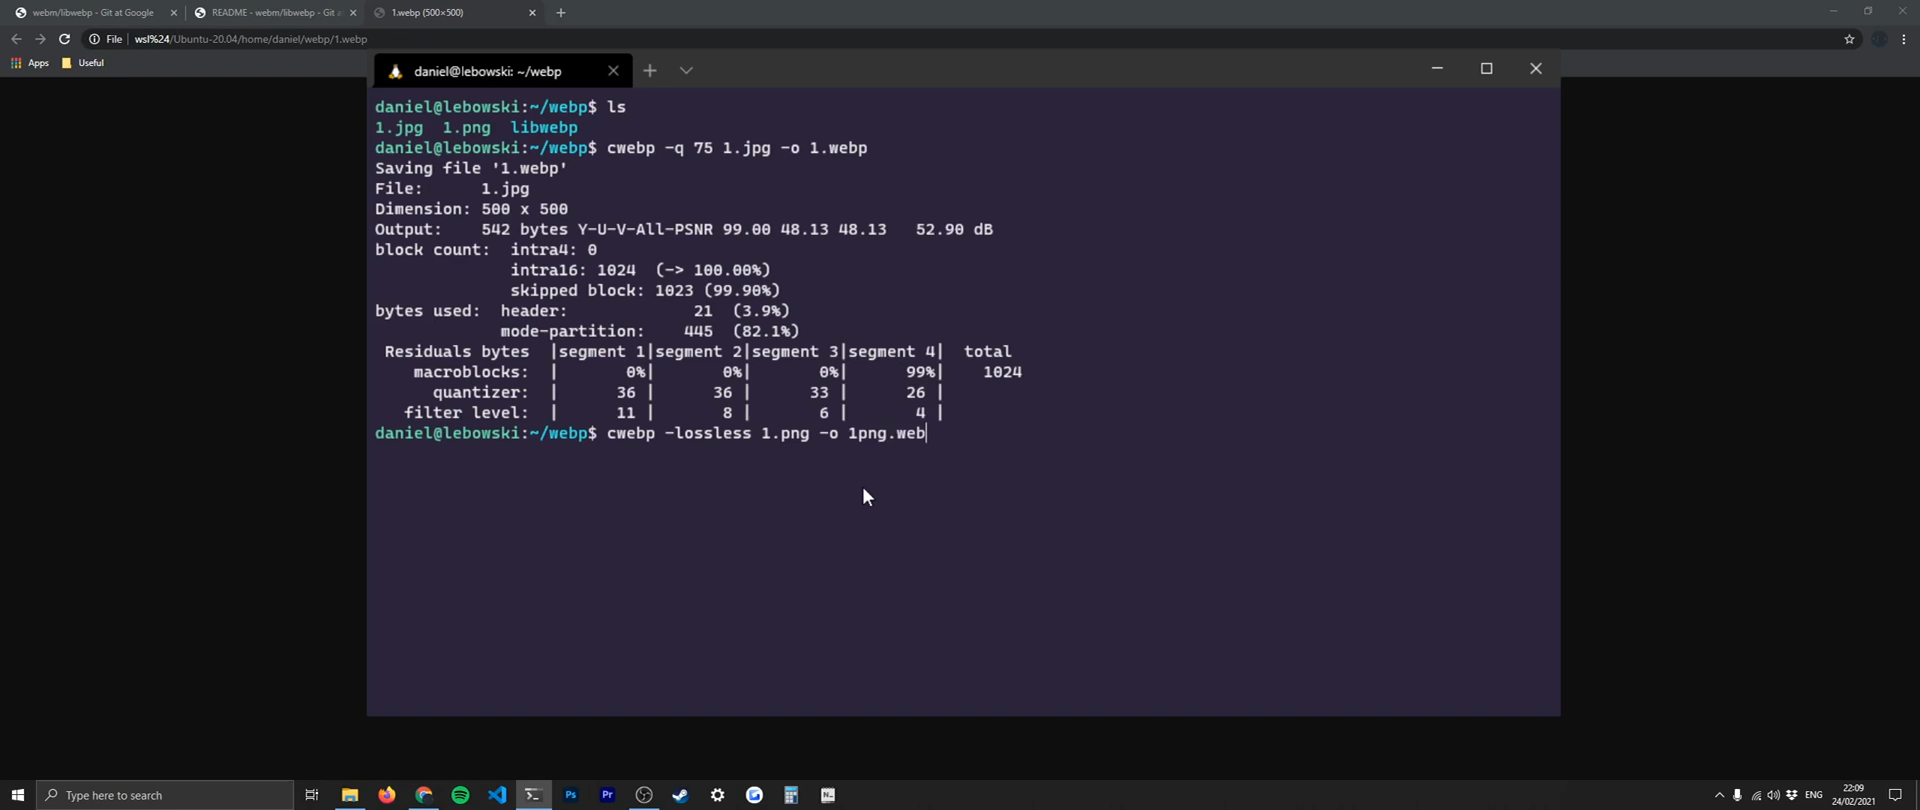 webm/libwebp - Git at Google
README - webm/libwebp - Git a
1.webp (500×500)
File
wsl%24/Ubuntu-20.04/home/daniel/webp/1.webp
Apps
Useful
daniel@lebowski: ~/webp
daniel@lebowski:~/webp$ ls
1.jpg  1.png  libwebp
daniel@lebowski:~/webp$ cwebp -q 75 1.jpg -o 1.webp
Saving file '1.webp'
File:      1.jpg
Dimension: 500 x 500
Output:    542 bytes Y-U-V-All-PSNR 99.00 48.13 48.13   52.90 dB
block count:  intra4: 0
              intra16: 1024  (-> 100.00%)
              skipped block: 1023 (99.90%)
bytes used:  header:             21  (3.9%)
             mode-partition:    445  (82.1%)
 Residuals bytes  |segment 1|segment 2|segment 3|segment 4|  total
    macroblocks:  |       0%|       0%|       0%|      99%|    1024
      quantizer:  |      36 |      36 |      33 |      26 |
   filter level:  |      11 |       8 |       6 |       4 |
daniel@lebowski:~/webp$ cwebp -lossless 1.png -o 1png.web
Type here to search
Ps
Pr
ENG
22:09
24/02/2021